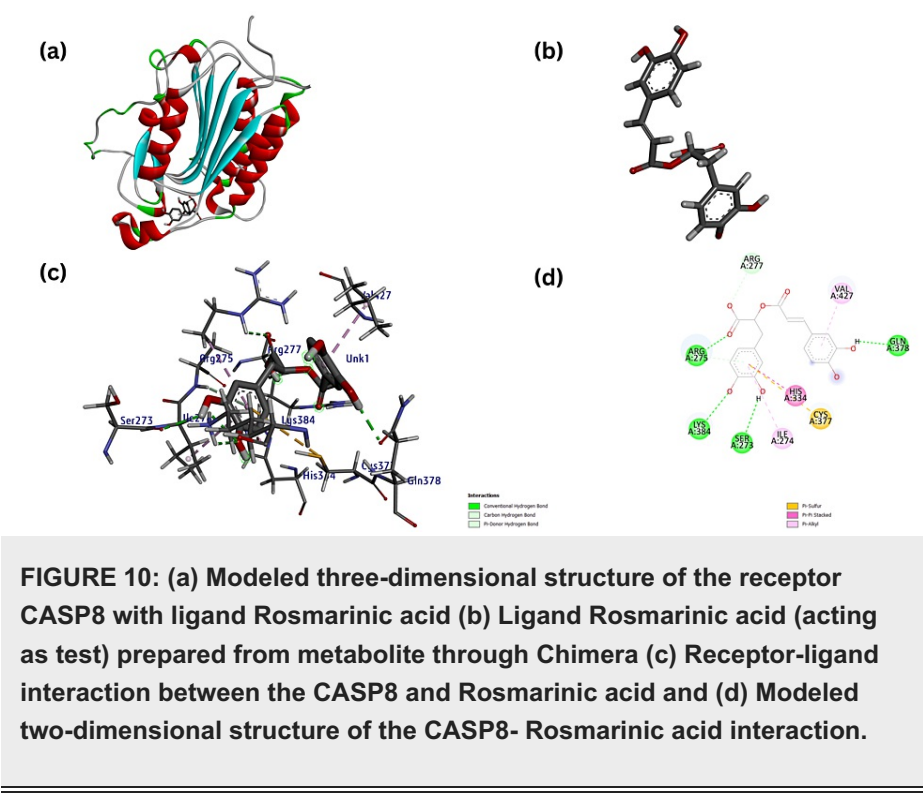 (a)
(b)
(c)
Val427
Arg275
Arg277
Unk1
Ser273
Lys384
Gln378
(d)
ARG
A:277
VAL
A:427
GLN
A:378
ARG
A:275
HIS
A:334
CYS
A:377
LYS
A:384
SER
A:273
ILE
A:274
H
H
O
O
O
O
O
O
O
O
Interactions
Conventional Hydrogen Bond
Carbon Hydrogen Bond
Pi-Donor Hydrogen Bond
Pi-Sulfur
Pi-Pi Stacked
Pi-Alkyl
FIGURE 10: (a) Modeled three-dimensional structure of the receptor
CASP8 with ligand Rosmarinic acid (b) Ligand Rosmarinic acid (acting
as test) prepared from metabolite through Chimera (c) Receptor-ligand
interaction between the CASP8 and Rosmarinic acid and (d) Modeled
two-dimensional structure of the CASP8- Rosmarinic acid interaction.